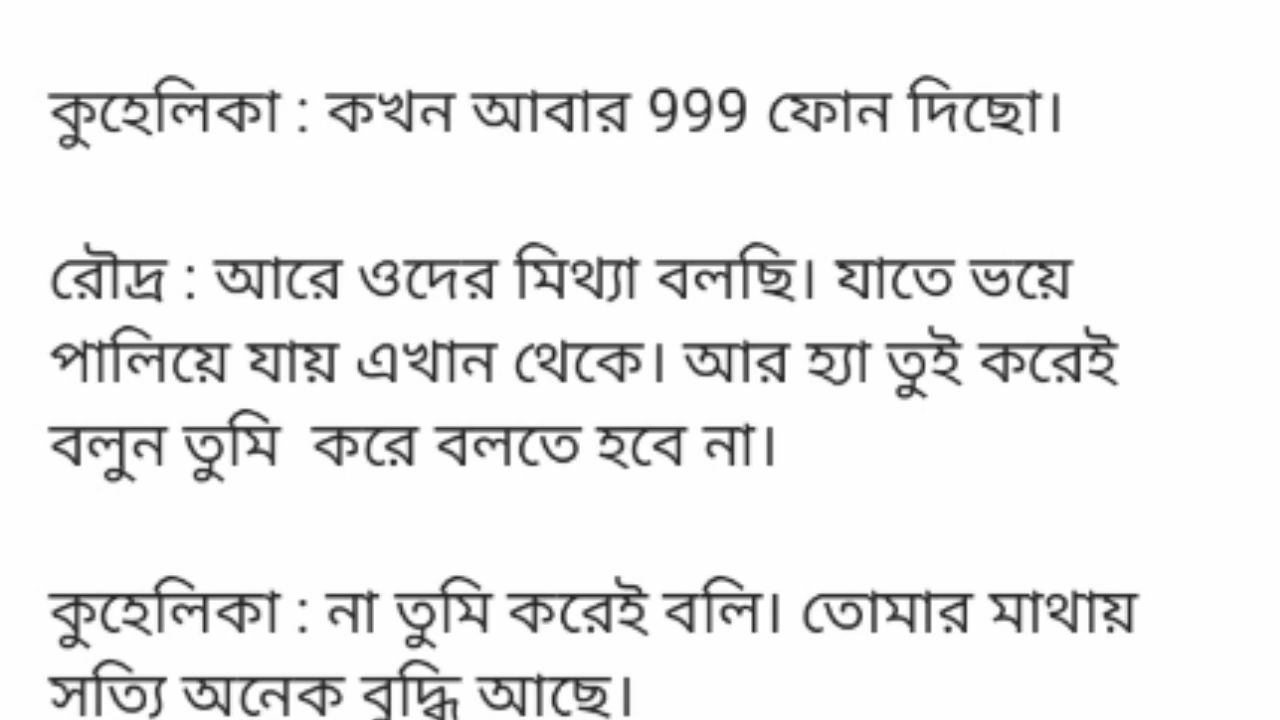 কুহেলিকা : কখন আবার 999 ফোন দিছো।
রৌদ্র : আরে ওদের মিথ্যা বলছি। যাতে ভয়ে
পালিয়ে যায় এখান থেকে। আর হ্যা তুই করেই
বলুন তুমি  করে বলতে হবে না।
কুহেলিকা : না তুমি করেই বলি। তোমার মাথায়
সত্যি অনেক বুদ্ধি আছে।